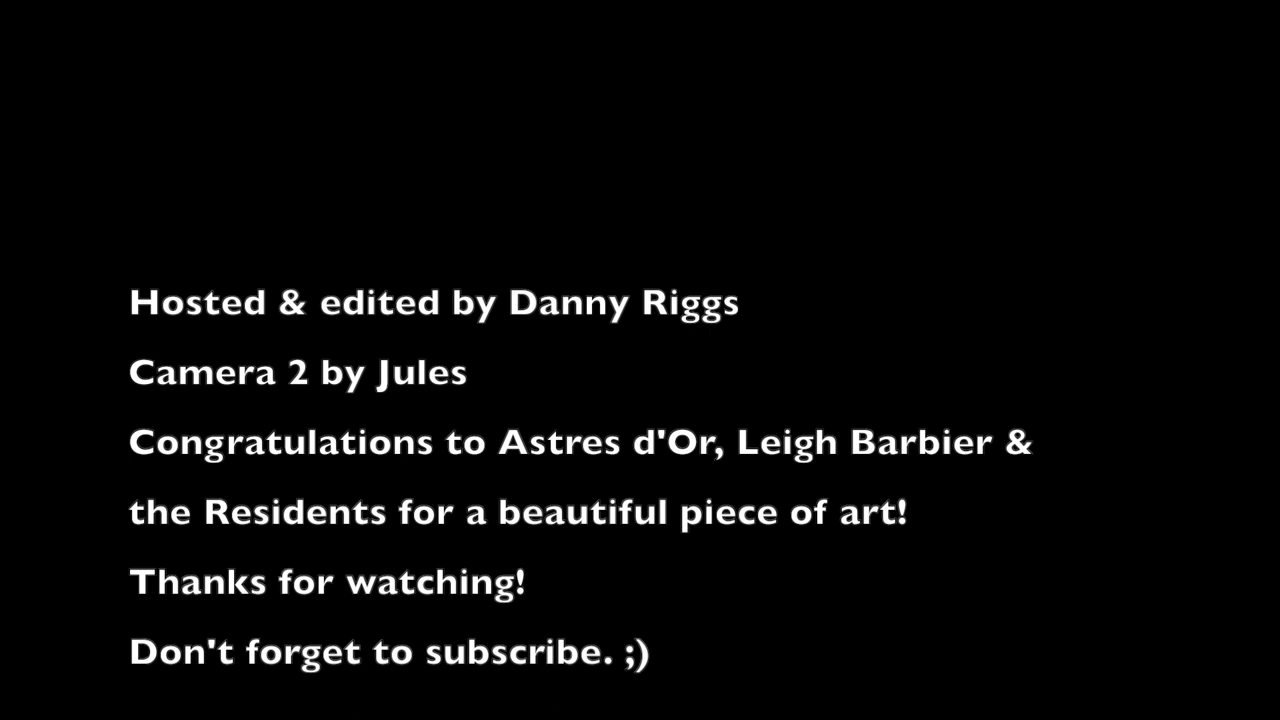 Hosted & edited by Danny Riggs
Camera 2 by Jules
Congratulations to Astres d'Or, Leigh Barbier &
the Residents for a beautiful piece of art!
Thanks for watching!
Don't forget to subscribe. ;)